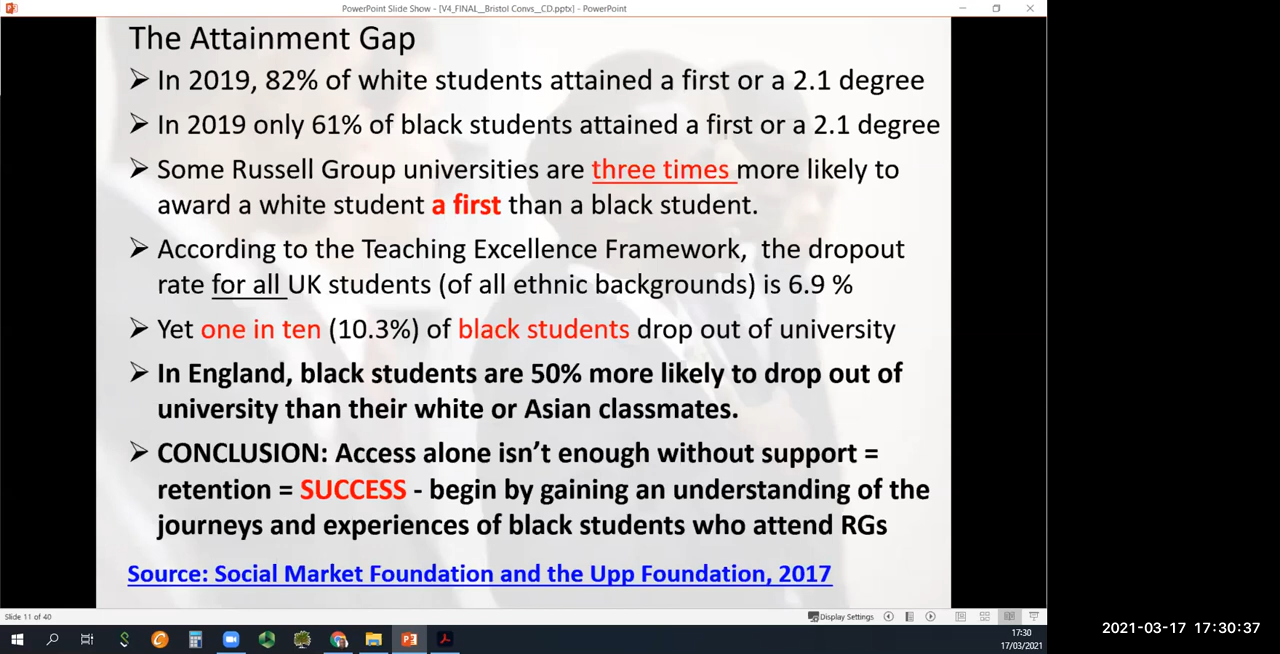 PowerPoint Slide Show - [V4_FINAL__Bristol Convs__CD.pptx] - PowerPoint
The Attainment Gap
➢ In 2019, 82% of white students attained a first or a 2.1 degree
➢ In 2019 only 61% of black students attained a first or a 2.1 degree
➢ Some Russell Group universities are three times more likely to
award a white student a first than a black student.
➢ According to the Teaching Excellence Framework, the dropout
rate for all UK students (of all ethnic backgrounds) is 6.9 %
➢ Yet one in ten (10.3%) of black students drop out of university
➢ In England, black students are 50% more likely to drop out of
university than their white or Asian classmates.
➢ CONCLUSION: Access alone isn’t enough without support =
retention = SUCCESS - begin by gaining an understanding of the
journeys and experiences of black students who attend RGs
Source: Social Market Foundation and the Upp Foundation, 2017
Slide 11 of 40
Display Settings
17:30
17/03/2021
2021-03-17 17:30:37